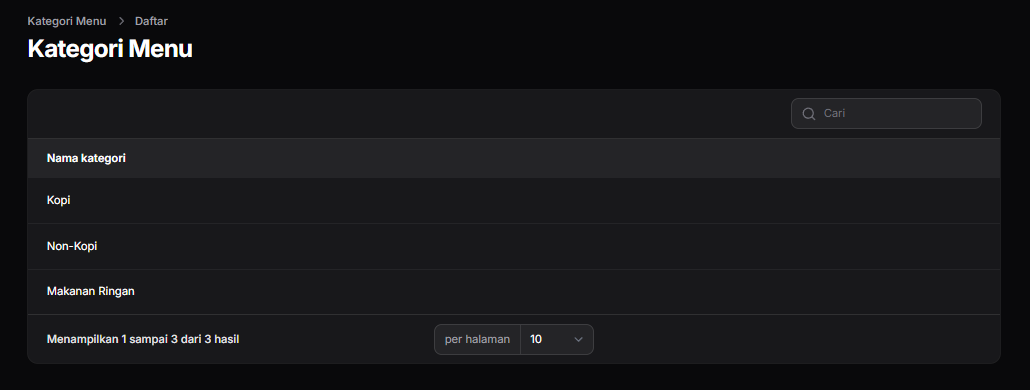 Kategori Menu > Daftar
Kategori Menu
Cari
Nama kategori
Kopi
Non-Kopi
Makanan Ringan
Menampilkan 1 sampai 3 dari 3 hasil per halaman 10